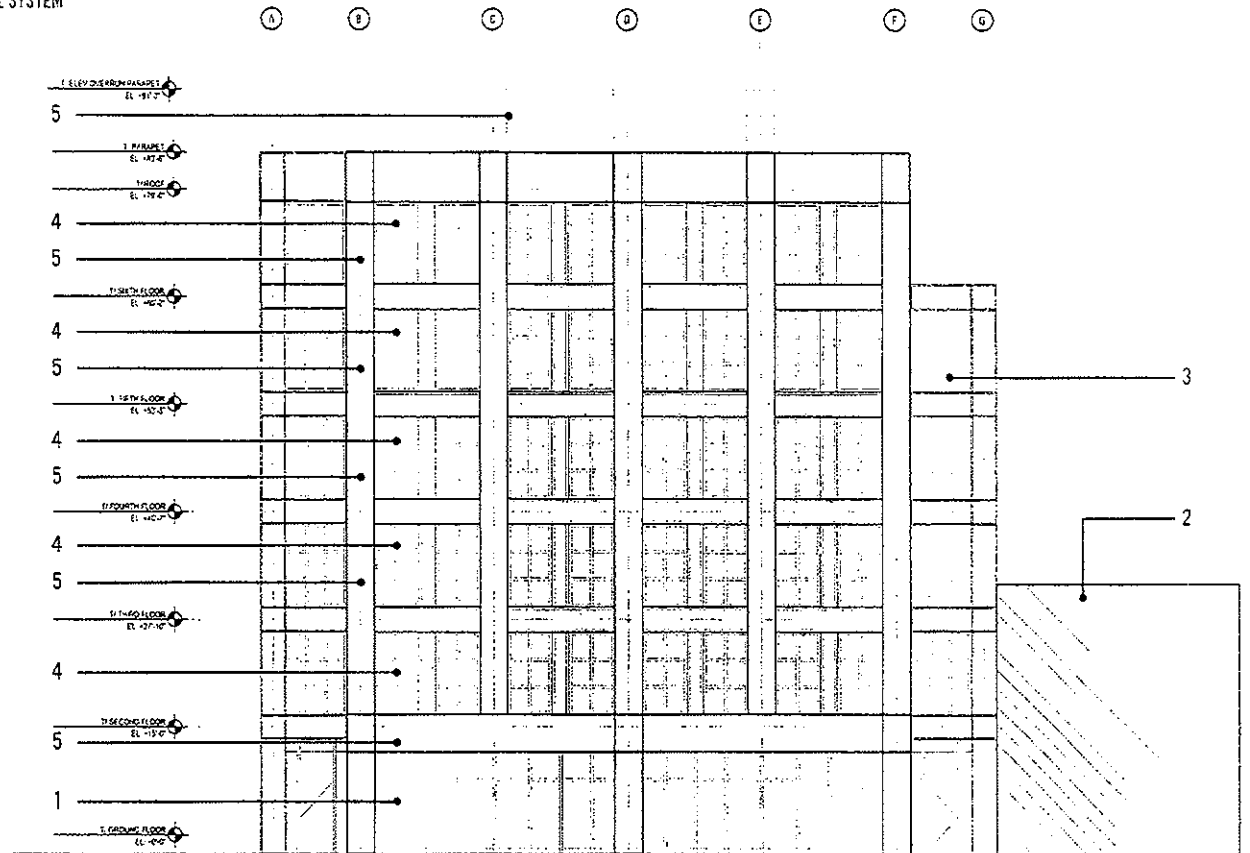 SYSTEM
A B C D E F G
T. ELEV OVERRUN PARAPET
5
T. PARAPET
T/ ROOF
4
5
T/ SIXTH FLOOR
4
5
3
T. FIFTH FLOOR
4
5
T/ FOURTH FLOOR
2
4
5
T/ THIRD FLOOR
4
T/ SECOND FLOOR
EL. +15'-0"
5
1
T. GROUND FLOOR
EL. +0'-0"